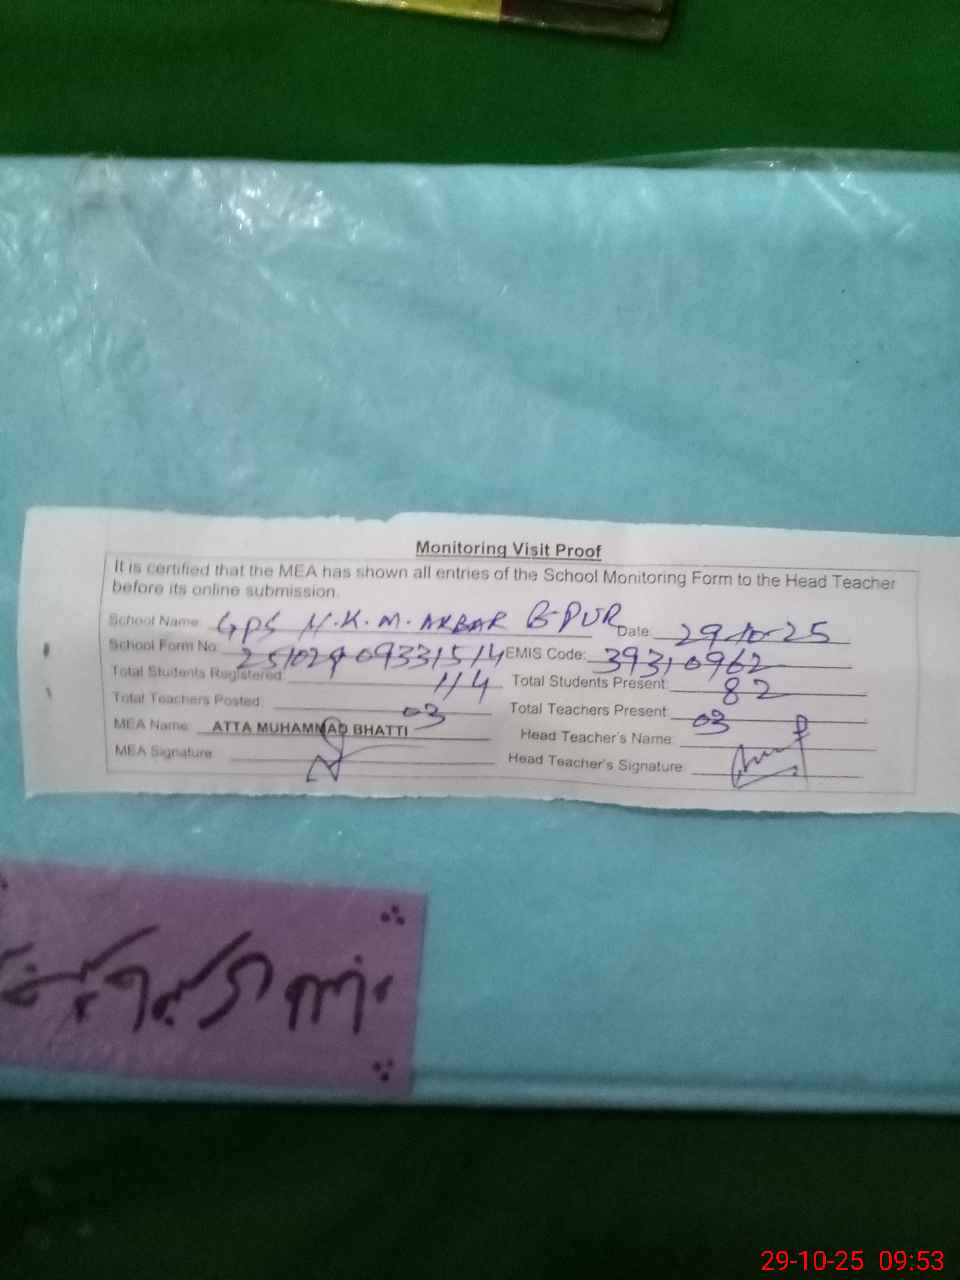 Monitoring Visit Proof
It is certified that the MEA has shown all entries of the School Monitoring Form to the Head Teacher
before its online submission.
School Name: GPS N.K.M. AKBAR B-PUR Date: 29-10-25
School Form No: 25102909331514 EMIS Code: 39310962
Total Students Registered: 114 Total Students Present: 82
Total Teachers Posted: 03 Total Teachers Present: 03
MEA Name: ATTA MUHAMMAD BHATTI Head Teacher's Name:
MEA Signature: Head Teacher's Signature:
29-10-25 09:53